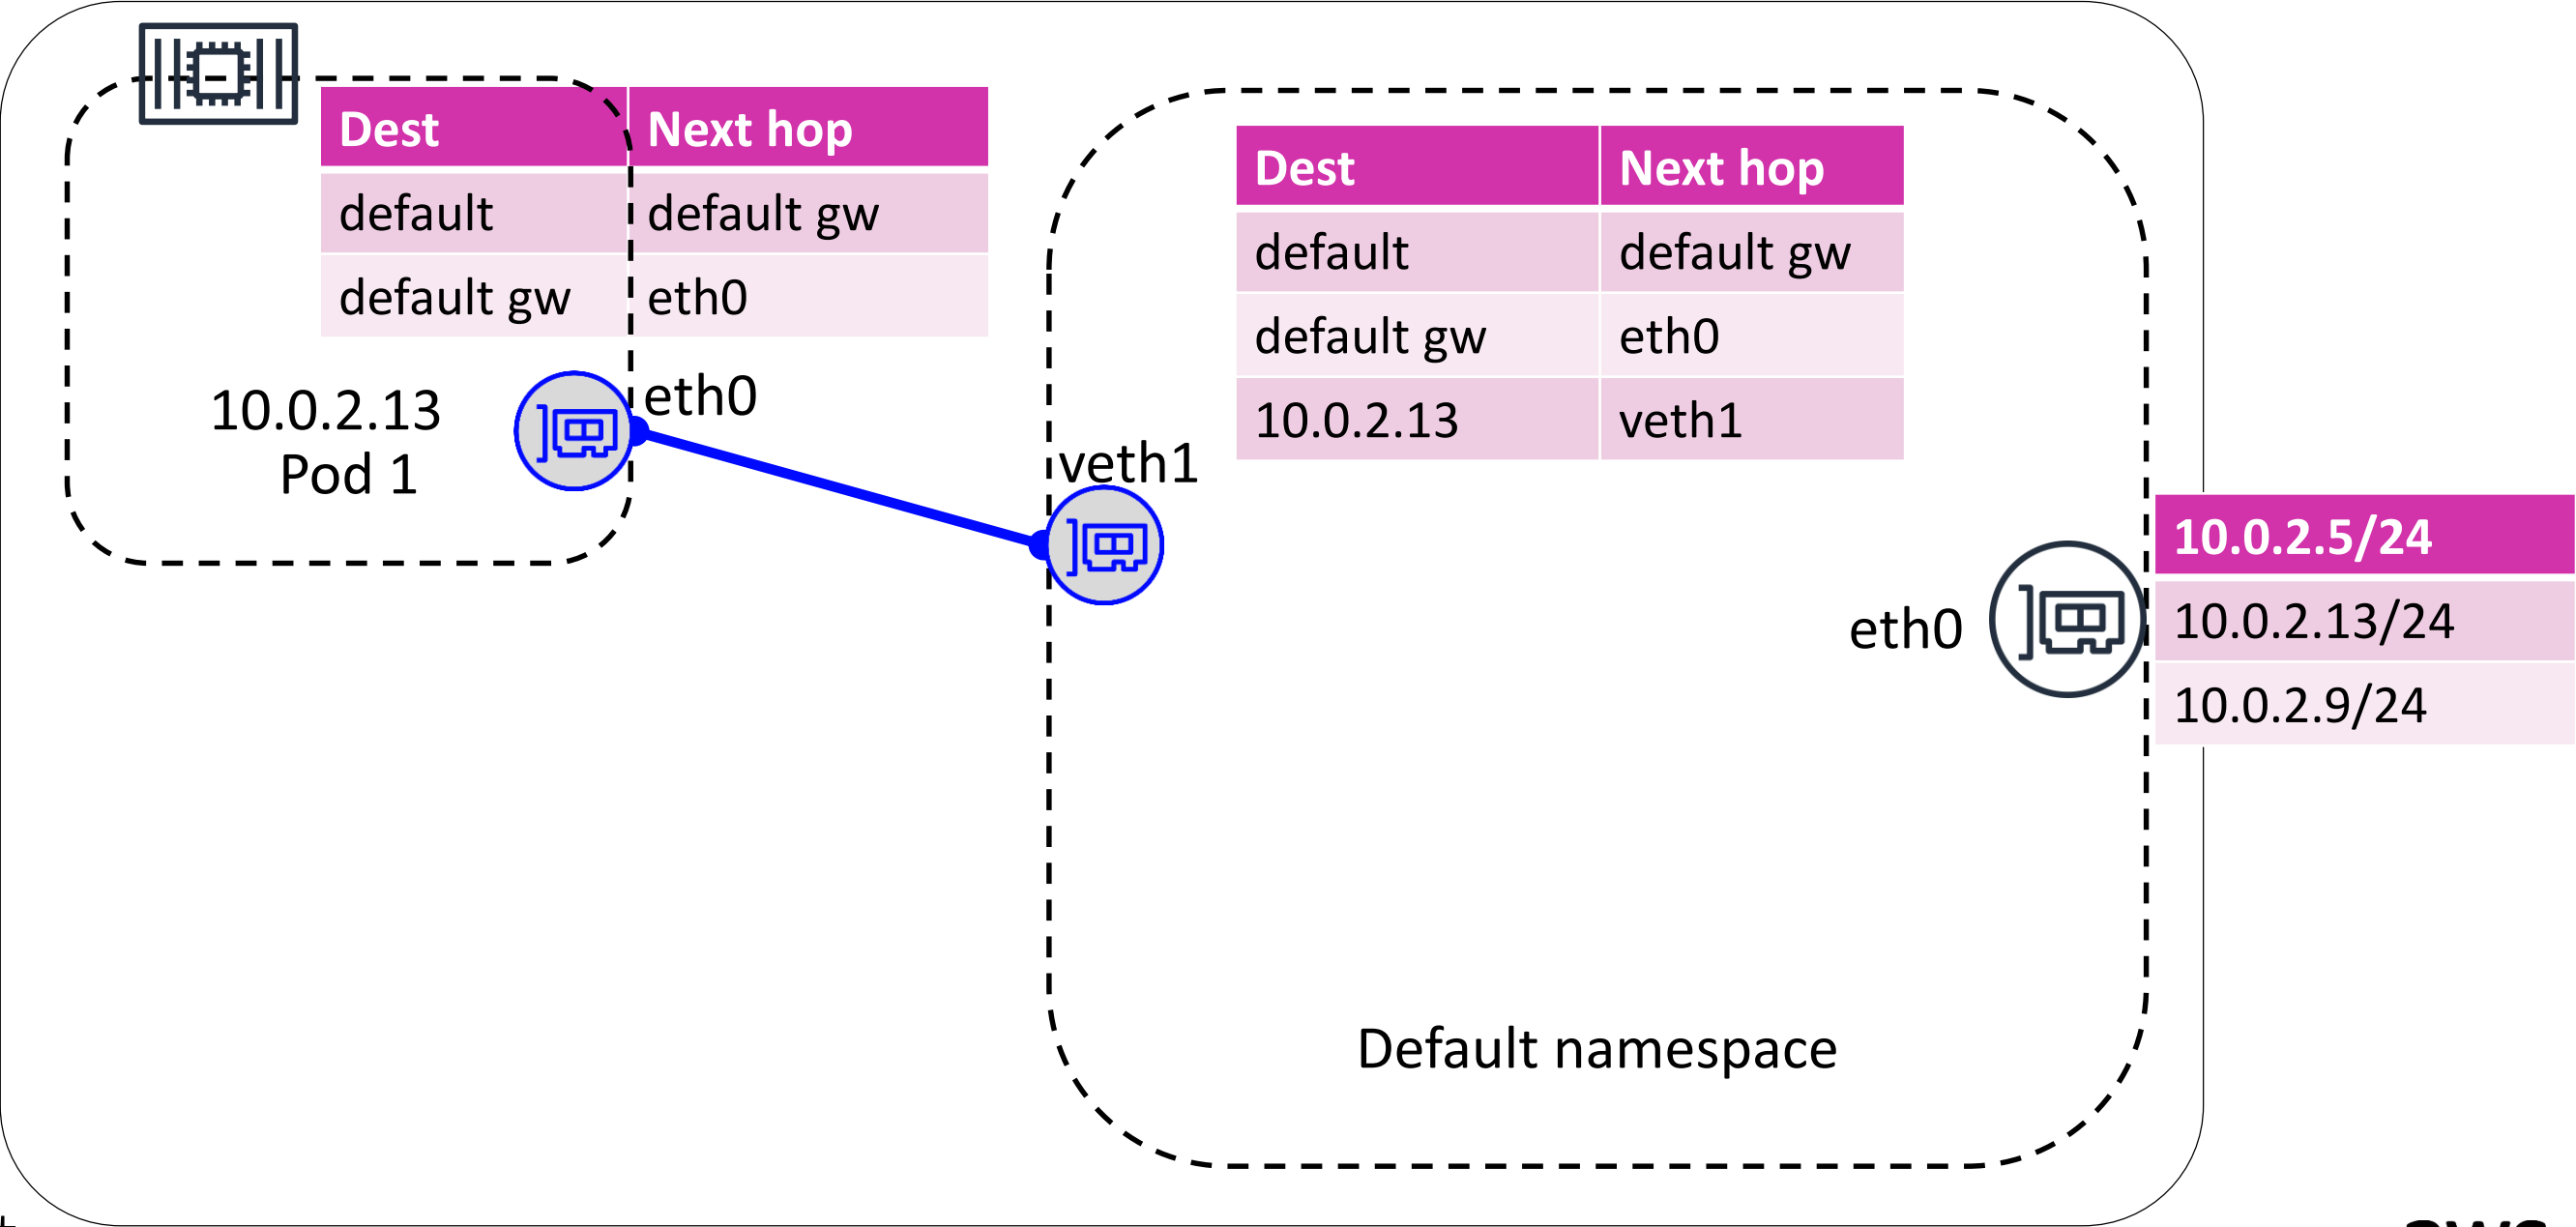 Dest Next hop
default default gw
default gw eth0
10.0.2.13
Pod 1
eth0
veth1
Dest Next hop
default default gw
default gw eth0
10.0.2.13 veth1
eth0
10.0.2.5/24
10.0.2.13/24
10.0.2.9/24
Default namespace